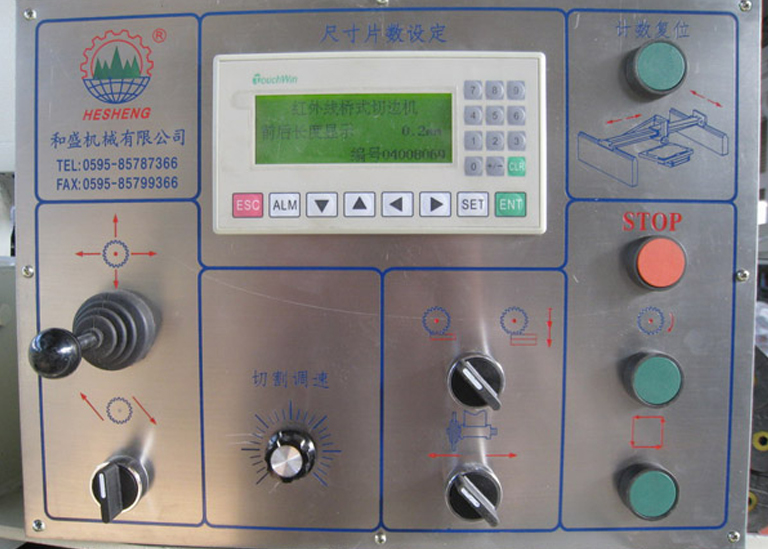 ®
HESHENG
和盛机械有限公司
TEL:0595-85787366
FAX:0595-85799366
尺寸片数设定
TouchWin
红外线桥式切边机
前后长度显示 0.2mm
编号04008069
7 8 9
4 5 6
1 2 3
0 +/- CLR
ESC ALM SET ENT
计数复位
STOP
切割调速